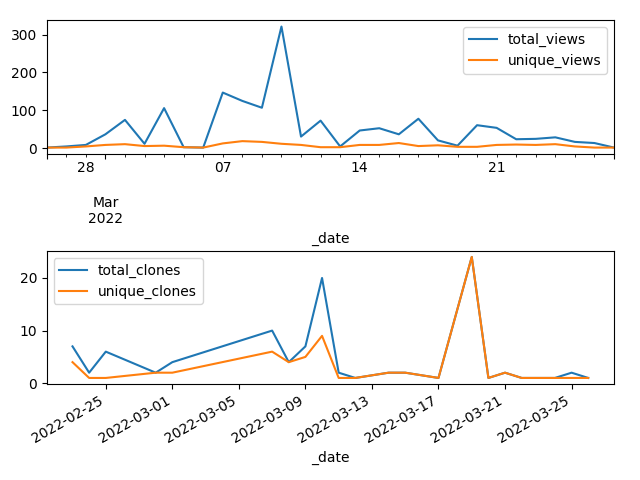 300
200
100
0
total_views
unique_views
28
07
14
21
Mar
2022
_date
20
10
0
total_clones
unique_clones
2022-02-25
2022-03-01
2022-03-05
2022-03-09
2022-03-13
2022-03-17
2022-03-21
2022-03-25
_date